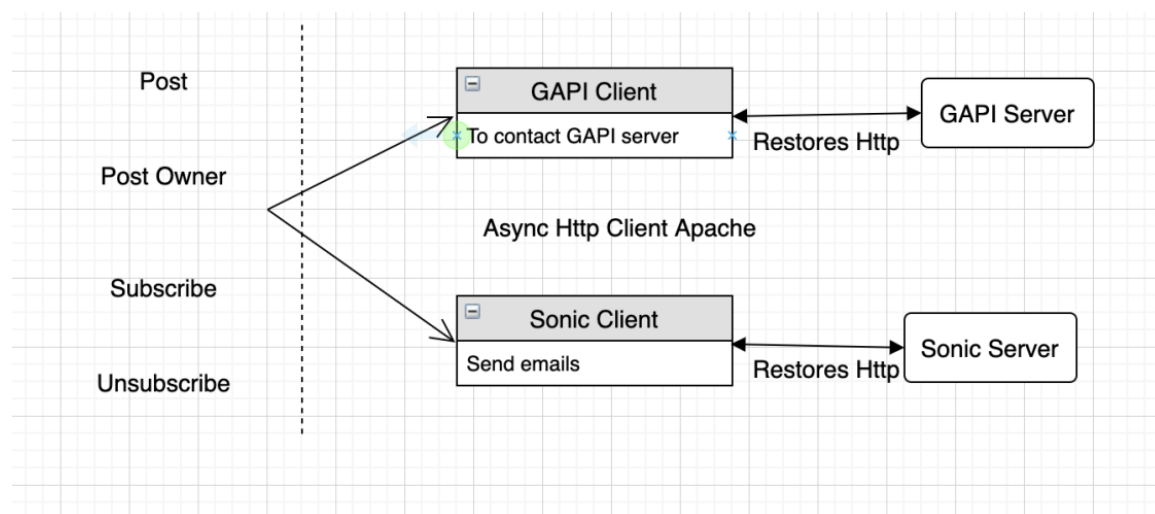 Post
Post Owner
Subscribe
Unsubscribe
GAPI Client
To contact GAPI server
Restores Http
GAPI Server
Async Http Client Apache
Sonic Client
Send emails
Restores Http
Sonic Server